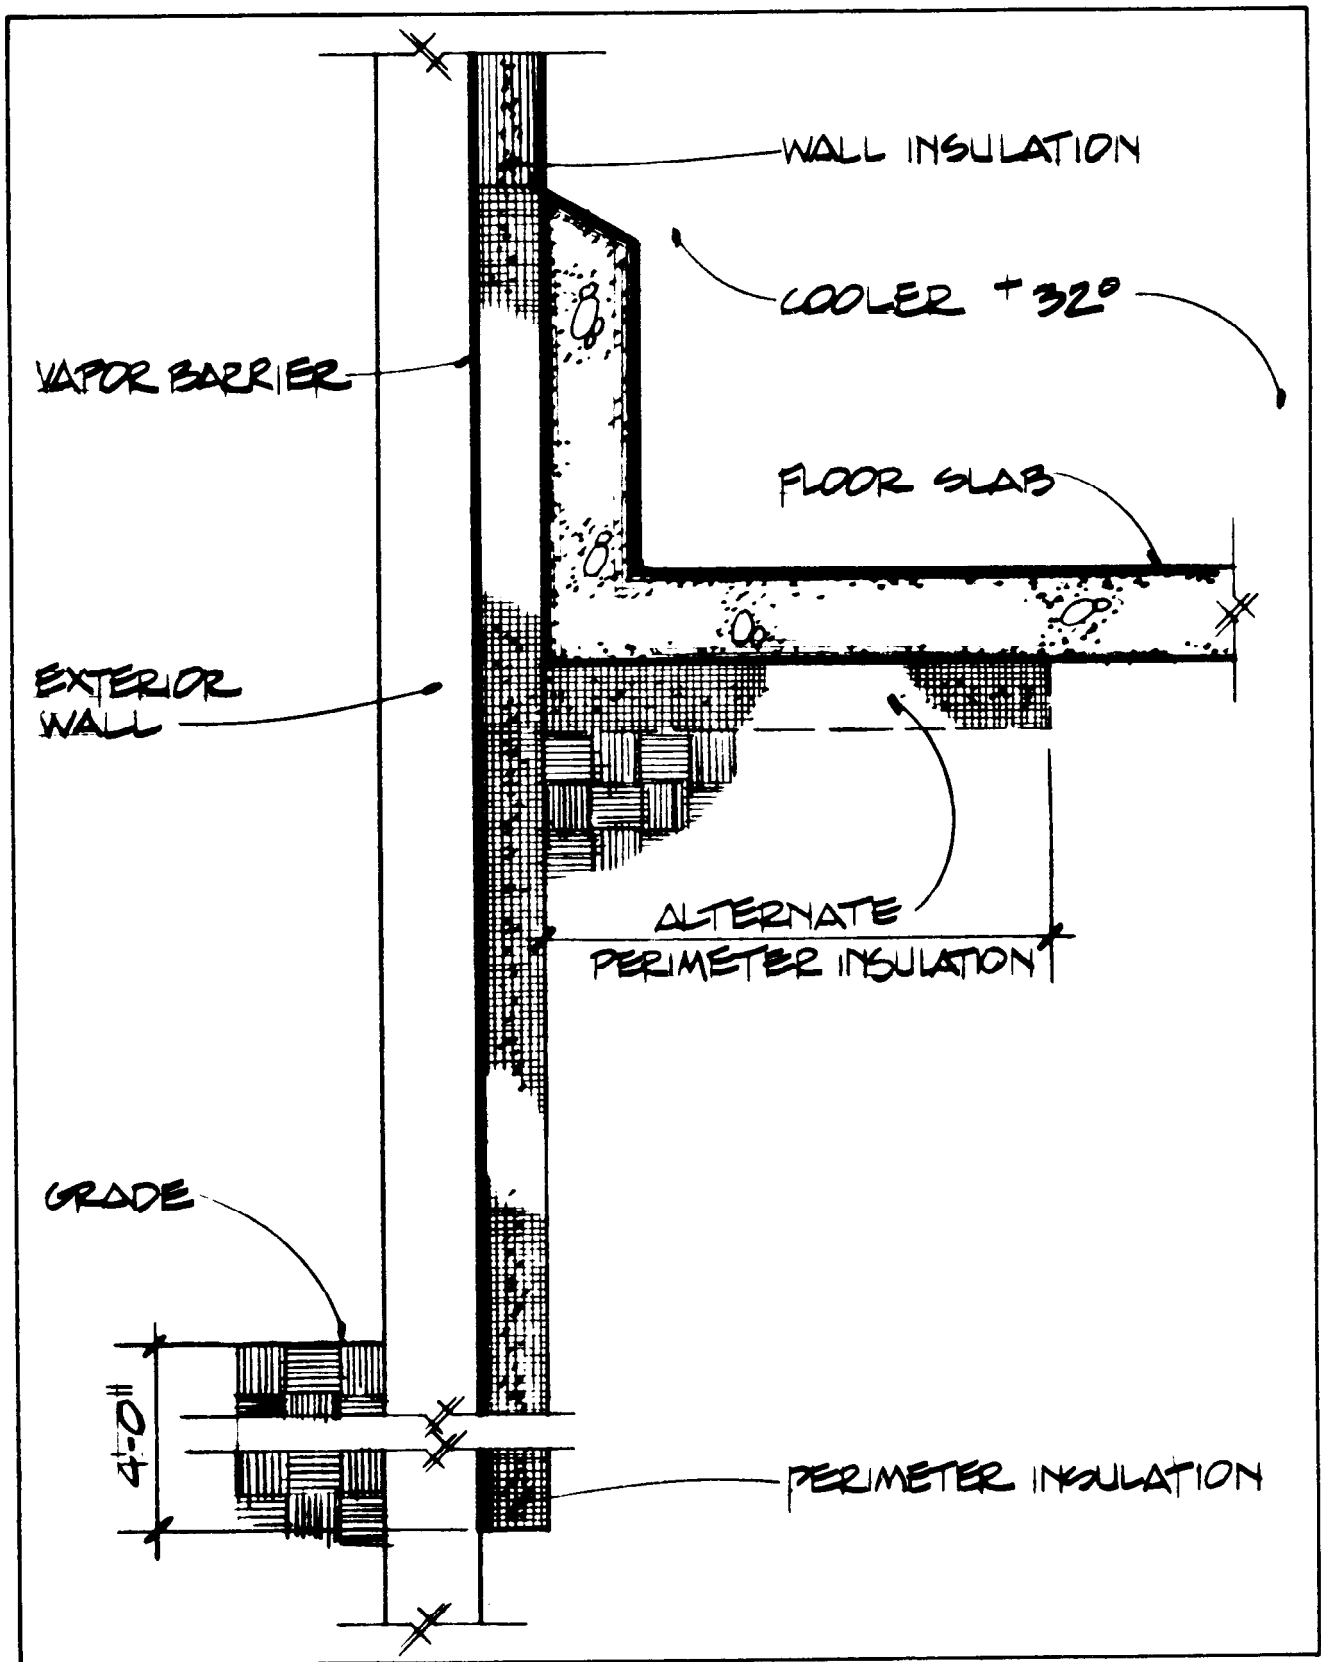 WALL INSULATION
COOLER +32°
VAPOR BARRIER
FLOOR SLAB
EXTERIOR
WALL
ALTERNATE
PERIMETER INSULATION
GRADE
4'-0"
PERIMETER INSULATION